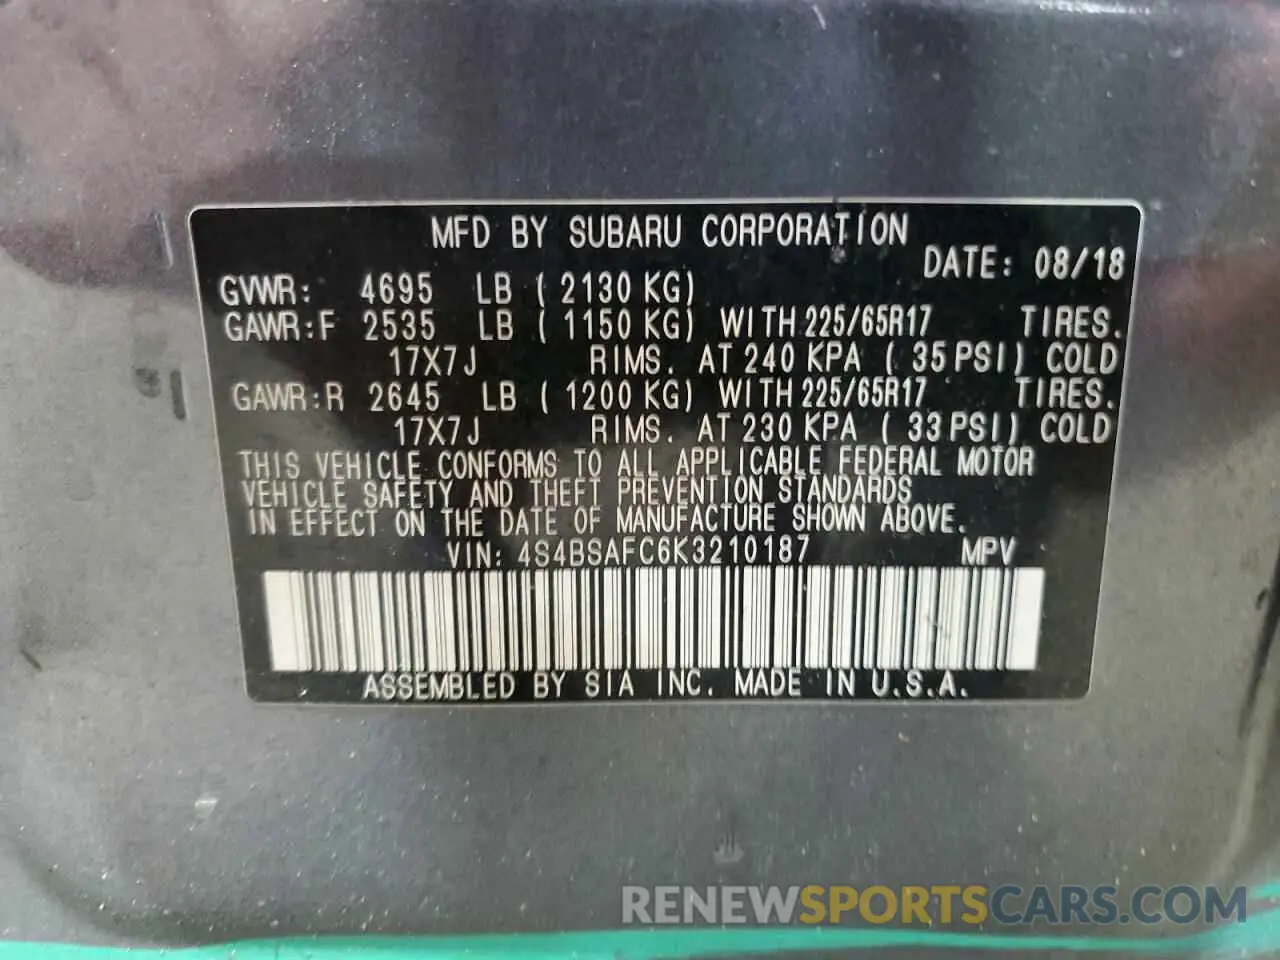 MFD BY SUBARU CORPORATION
DATE: 08/18
GVWR: 4695 LB ( 2130 KG)
GAWR:F 2535 LB ( 1150 KG) WITH 225/65R17 TIRES.
17X7J RIMS. AT 240 KPA ( 35 PSI) COLD
GAWR:R 2645 LB ( 1200 KG) WITH 225/65R17 TIRES.
17X7J RIMS. AT 230 KPA ( 33 PSI) COLD
THIS VEHICLE CONFORMS TO ALL APPLICABLE FEDERAL MOTOR
VEHICLE SAFETY AND THEFT PREVENTION STANDARDS
IN EFFECT ON THE DATE OF MANUFACTURE SHOWN ABOVE.
VIN: 4S4BSAFC6K3210187 MPV
ASSEMBLED BY SIA INC. MADE IN U.S.A.
RENEWSPORTSCARS.COM